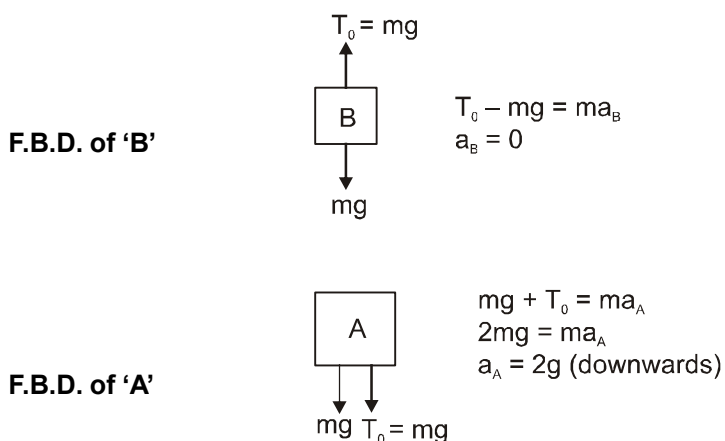 T₀ = mg
B
F.B.D. of ‘B’
T₀ – mg = ma_B
a_B = 0
mg
A
mg + T₀ = ma_A
2mg = ma_A
a_A = 2g (downwards)
F.B.D. of ‘A’
mg T₀ = mg